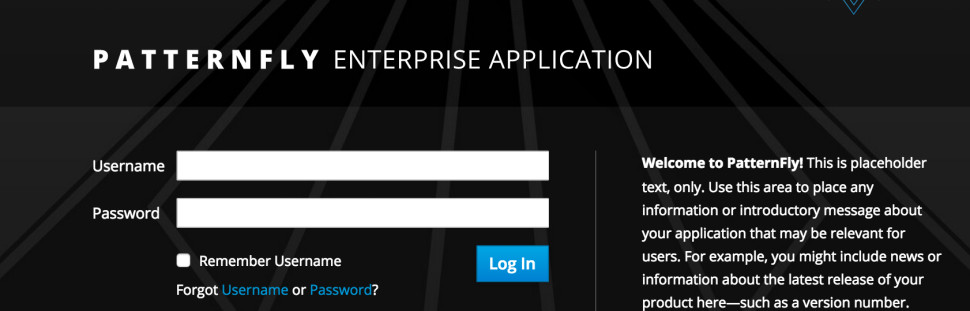 PATTERNFLY ENTERPRISE APPLICATION
Username
Password
Remember Username
Log In
Forgot Username or Password?
Welcome to PatternFly! This is placeholder
text, only. Use this area to place any
information or introductory message about
your application that may be relevant for
users. For example, you might include news or
information about the latest release of your
product here—such as a version number.